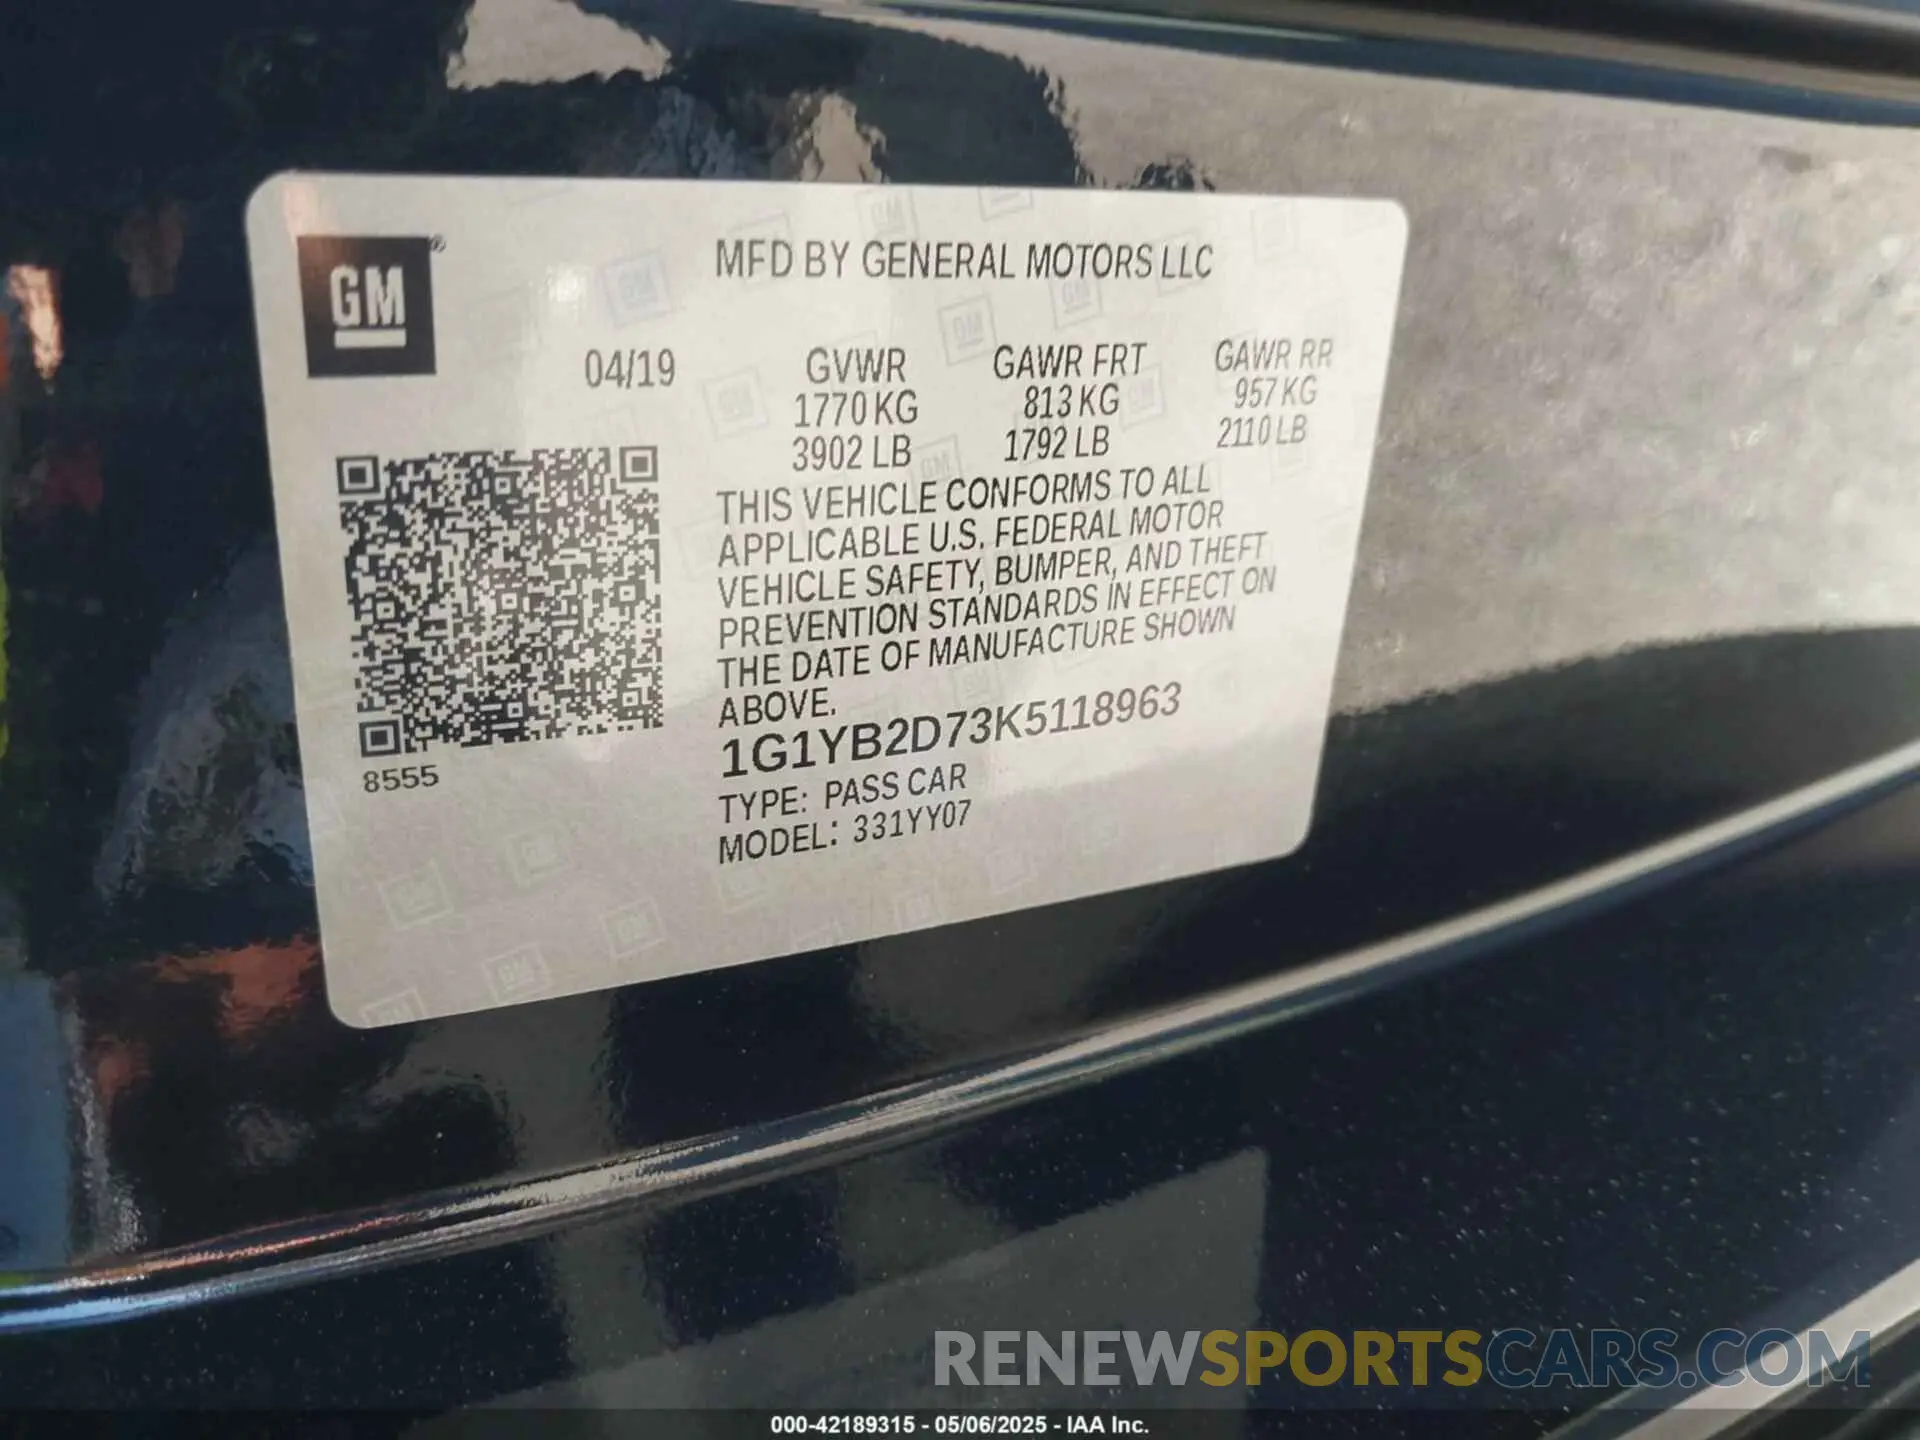 GM®
MFD BY GENERAL MOTORS LLC
04/19
GVWR GAWR FRT GAWR RR
1770 KG 813 KG 957 KG
3902 LB 1792 LB 2110 LB
THIS VEHICLE CONFORMS TO ALL
APPLICABLE U.S. FEDERAL MOTOR
VEHICLE SAFETY, BUMPER, AND THEFT
PREVENTION STANDARDS IN EFFECT ON
THE DATE OF MANUFACTURE SHOWN
ABOVE.
1G1YB2D73K5118963
8555
TYPE: PASS CAR
MODEL: 331YY07
RENEWSPORTSCARS.COM
000-42189315 - 05/06/2025 - IAA Inc.